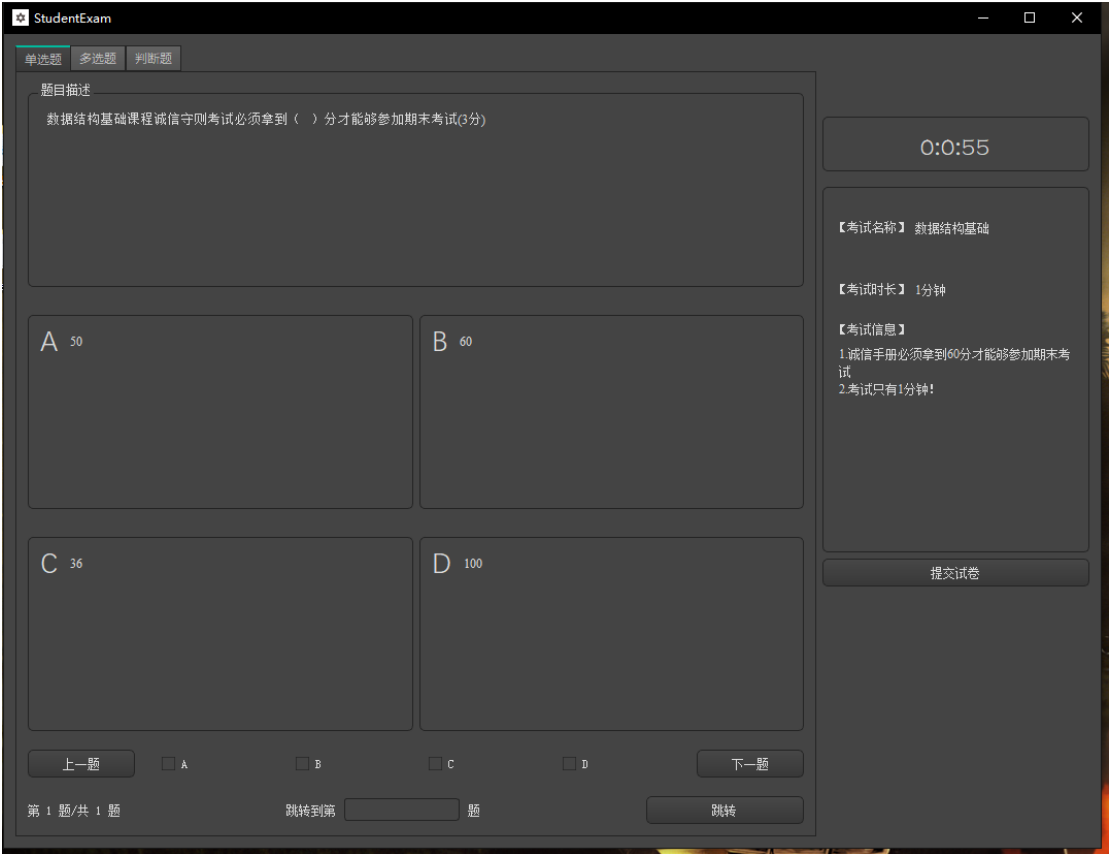 StudentExam
单选题 多选题 判断题
题目描述
数据结构基础课程诚信守则考试必须拿到（ ）分才能够参加期末考试(3分)
A 50
B 60
C 36
D 100
上一题 A B C D 下一题
第 1 题/共 1 题 跳转到第 题 跳转
0:0:55
【考试名称】 数据结构基础
【考试时长】 1分钟
【考试信息】
1.诚信手册必须拿到60分才能够参加期末考
试
2.考试只有1分钟!
提交试卷